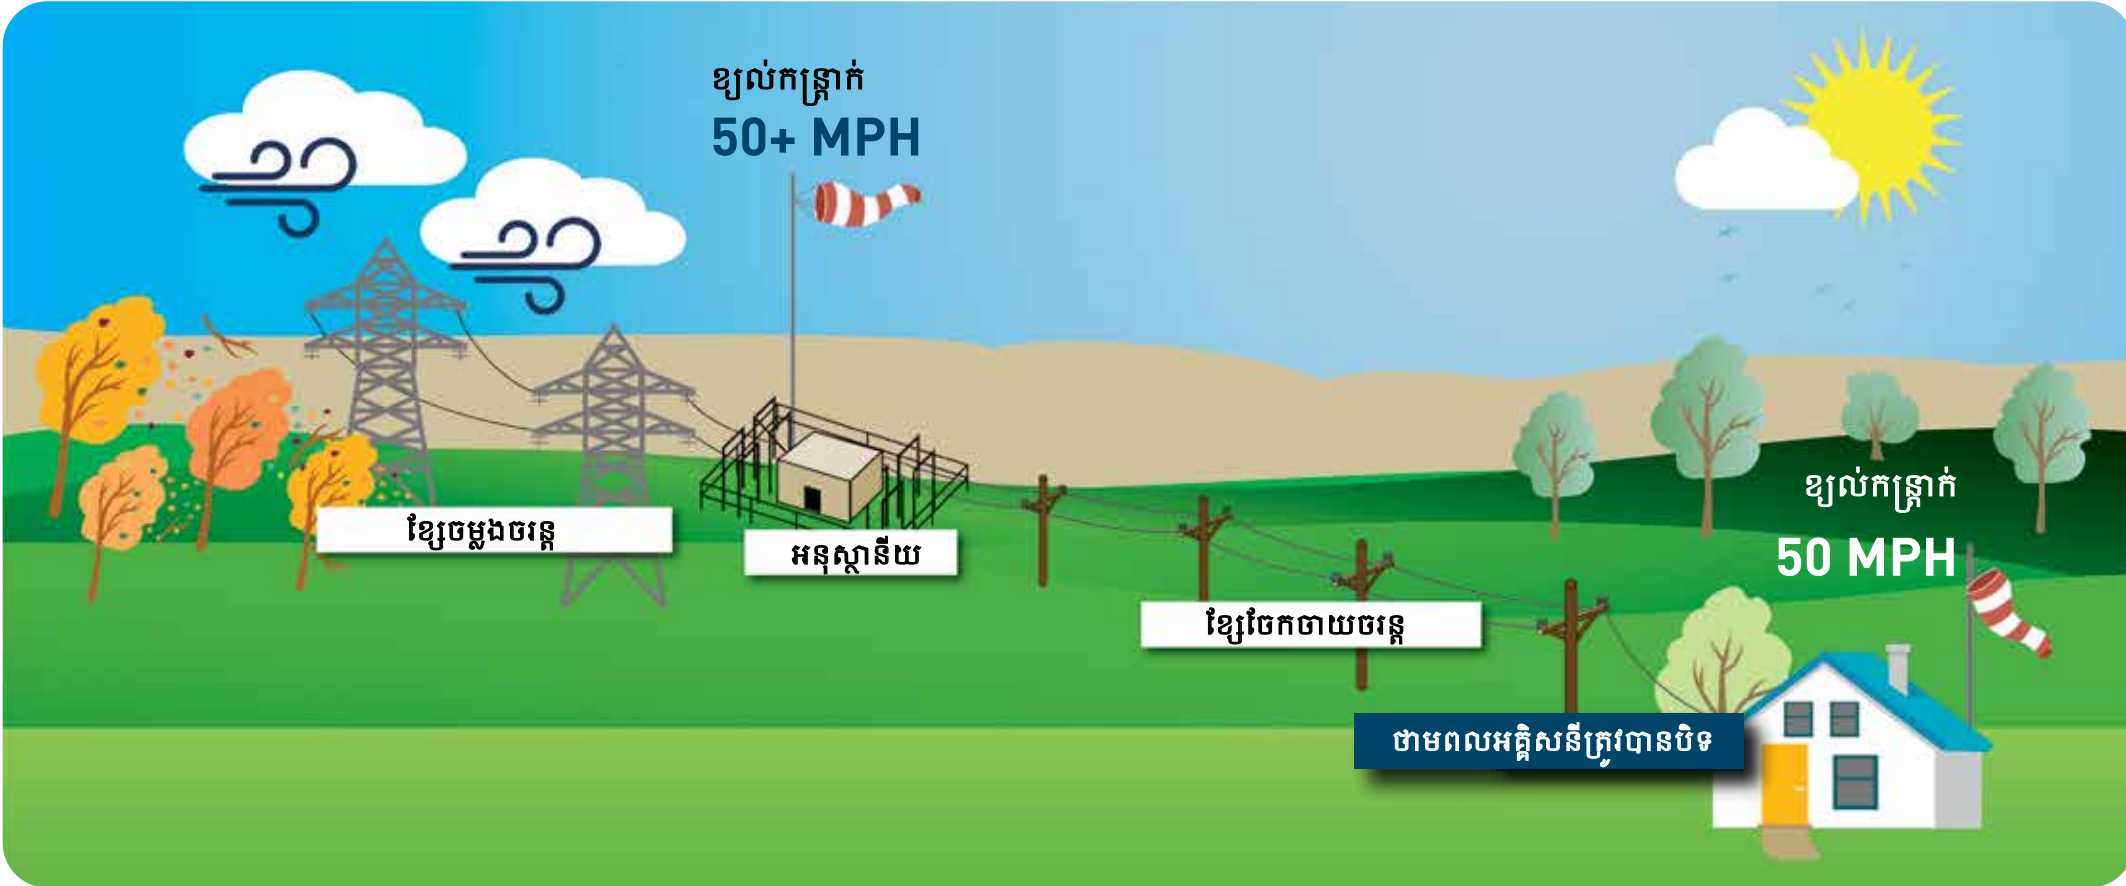 ខ្យល់កន្ត្រាក់
50+ MPH
ខ្យល់កន្ត្រាក់
50 MPH
ខ្សែចម្លងចរន្ត
អនុស្ថានីយ
ខ្សែចែកចាយចរន្ត
ថាមពលអគ្គិសនីត្រូវបានបិទ